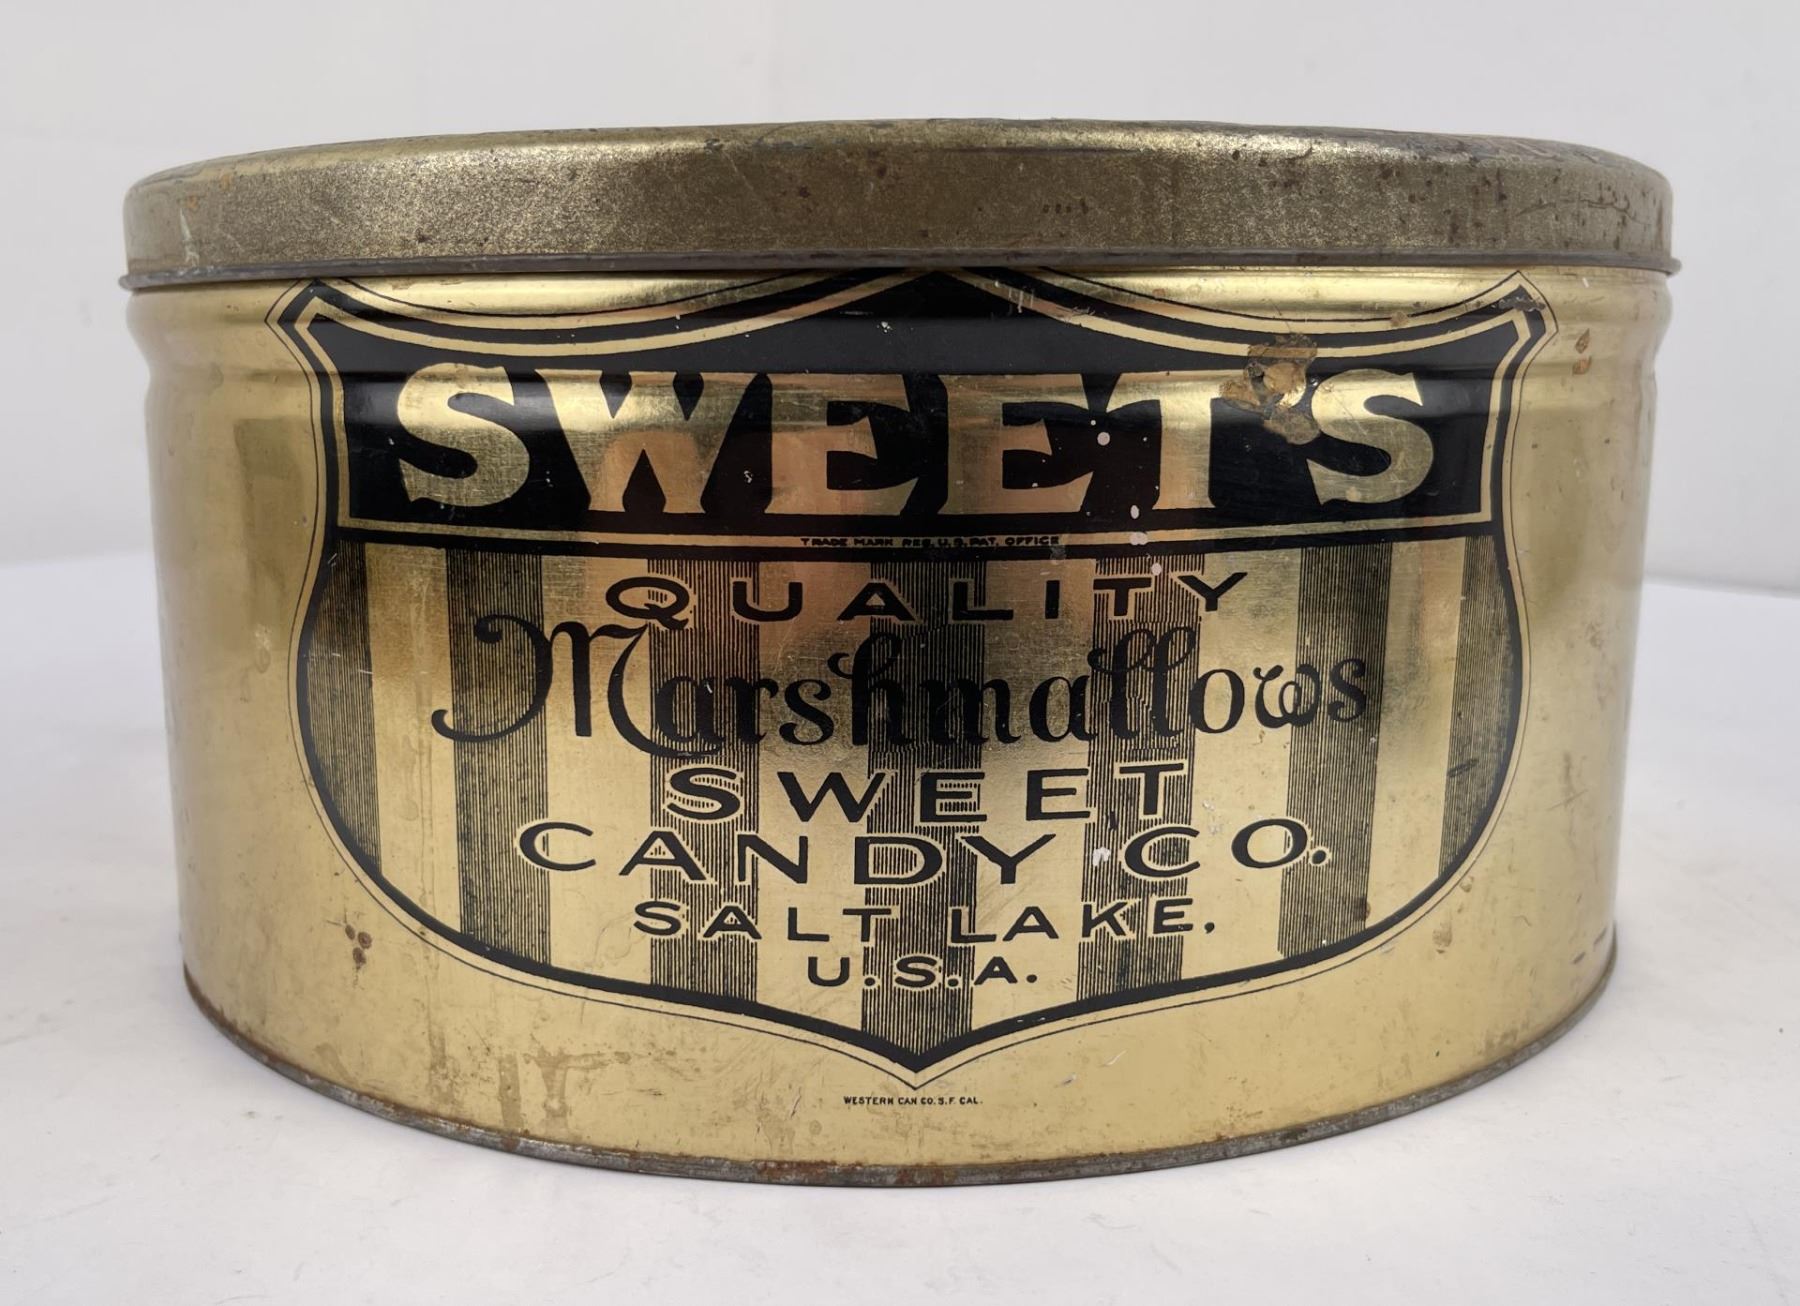 SWEET'S
TRADE MARK REG. U.S. PAT. OFFICE
QUALITY
Marshmallows
SWEET
CANDY CO.
SALT LAKE,
U.S.A.
WESTERN CAN CO. S.F. CAL.